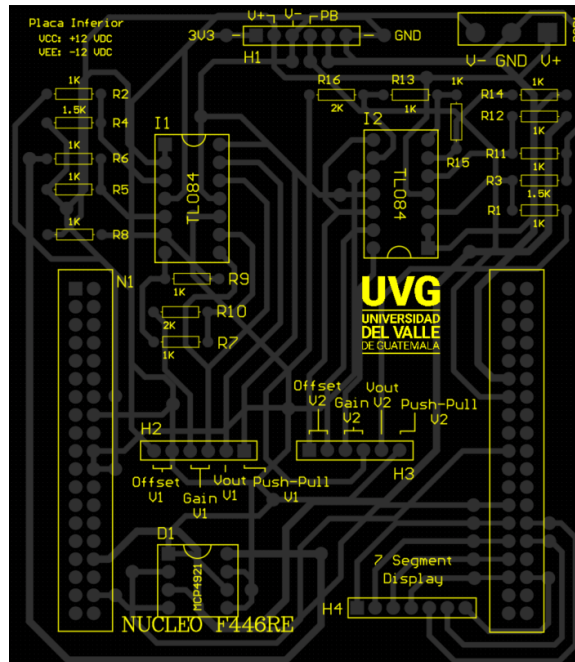 Placa Inferior
VCC: +12 VDC
VEE: -12 VDC
V+
V-
PB
3V3
GND
H1
V- GND V+
1K
R2
1.5K
R4
1K
R6
1K
R5
1K
R8
I1
TL084
R16
2K
R13
1K
1K
R15
I2
TL084
1K
R14
R12
1K
R11
1K
R3
1.5K
R1
1K
N1
R9
1K
R10
2K
R7
1K
UVG
UNIVERSIDAD
DEL VALLE
DE GUATEMALA
H2
Offset
V1
Gain
V1
Vout
V1
Push-Pull
V1
Offset
V2
Gain
V2
Vout
V2
Push-Pull
V2
H3
D1
MCP4921
7 Segment
Display
H4
NUCLEO F446RE